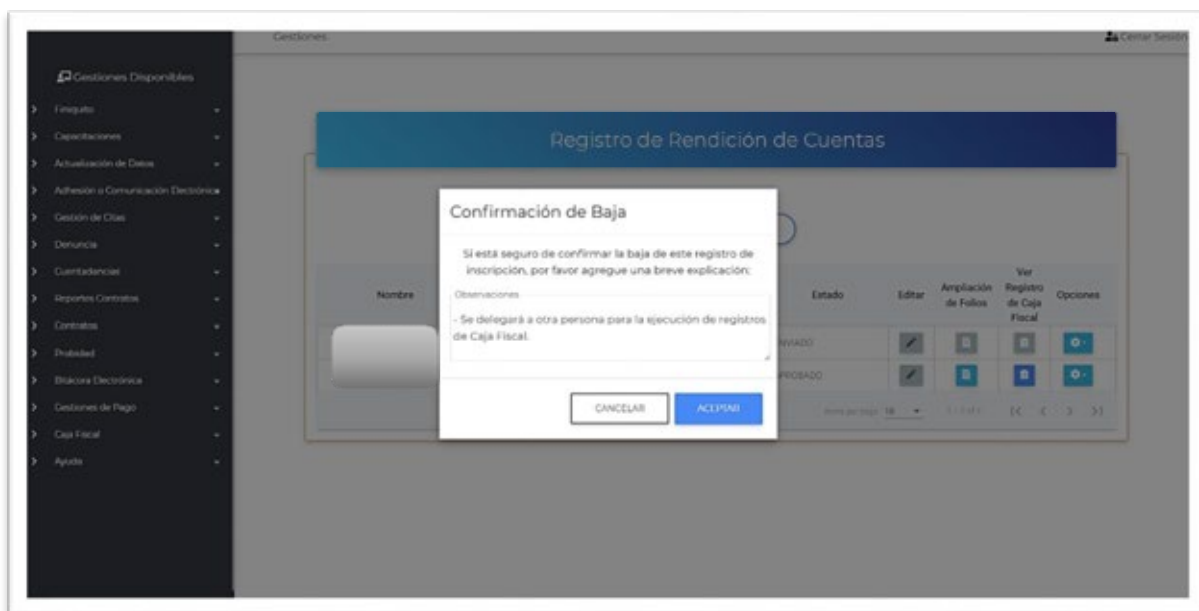 Gestiones
Cerrar Sesión
Gestiones Disponibles
Finiquito
Capacitaciones
Actualización de Datos
Adhesión a Comunicación Electrónica
Gestión de Citas
Denuncia
Cuentadancias
Reportes Contratos
Contratos
Probidad
Bitácora Electrónica
Gestiones de Pago
Caja Fiscal
Ayuda
Registro de Rendición de Cuentas
Confirmación de Baja
Si está seguro de confirmar la baja de este registro de
inscripción, por favor agregue una breve explicación:
Observaciones
- Se delegará a otra persona para la ejecución de registros
de Caja Fiscal.
CANCELAR
ACEPTAR
Nombre
Estado
Editar
Ampliación
de Folios
Ver
Registro
de Caja
Fiscal
Opciones
10